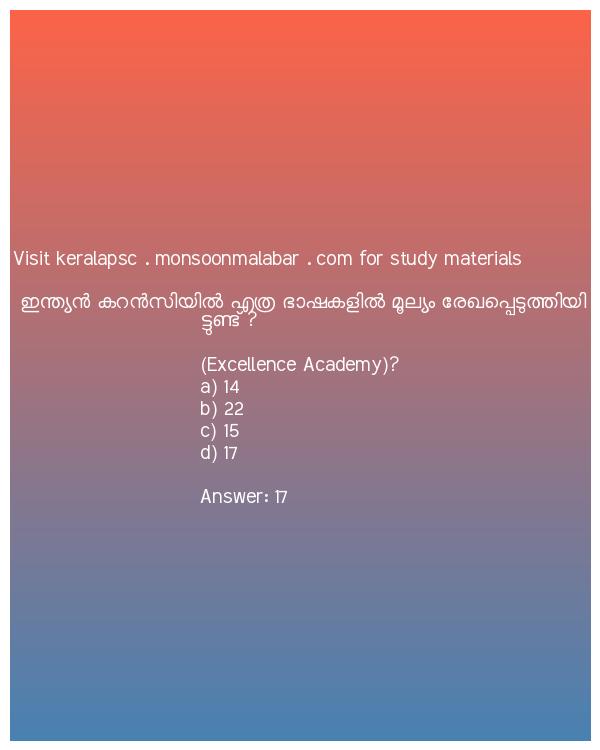 Visit keralapsc . monsoonmalabar . com for study materials
ഇന്ത്യൻ കറൻസിയിൽ എത്ര ഭാഷകളിൽ മൂല്യം രേഖപ്പെടുത്തിയി
ട്ടുണ്ട് ?
(Excellence Academy)?
a) 14
b) 22
c) 15
d) 17
Answer: 17